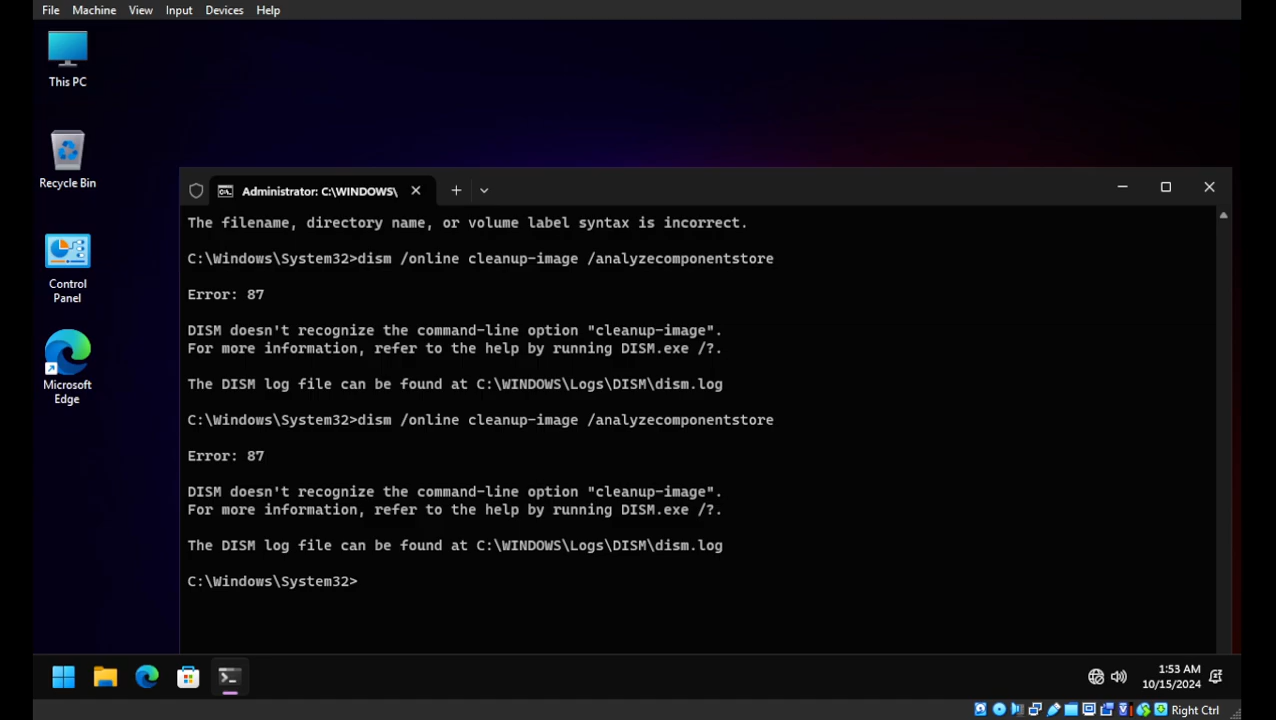 File Machine View Input Devices Help
This PC
Recycle Bin
Control
Panel
Microsoft
Edge
Administrator: C:\WINDOWS\
The filename, directory name, or volume label syntax is incorrect.
C:\Windows\System32>dism /online cleanup-image /analyzecomponentstore
Error: 87
DISM doesn't recognize the command-line option "cleanup-image".
For more information, refer to the help by running DISM.exe /?.
The DISM log file can be found at C:\WINDOWS\Logs\DISM\dism.log
C:\Windows\System32>dism /online cleanup-image /analyzecomponentstore
Error: 87
DISM doesn't recognize the command-line option "cleanup-image".
For more information, refer to the help by running DISM.exe /?.
The DISM log file can be found at C:\WINDOWS\Logs\DISM\dism.log
C:\Windows\System32>
1:53 AM
10/15/2024
Right Ctrl